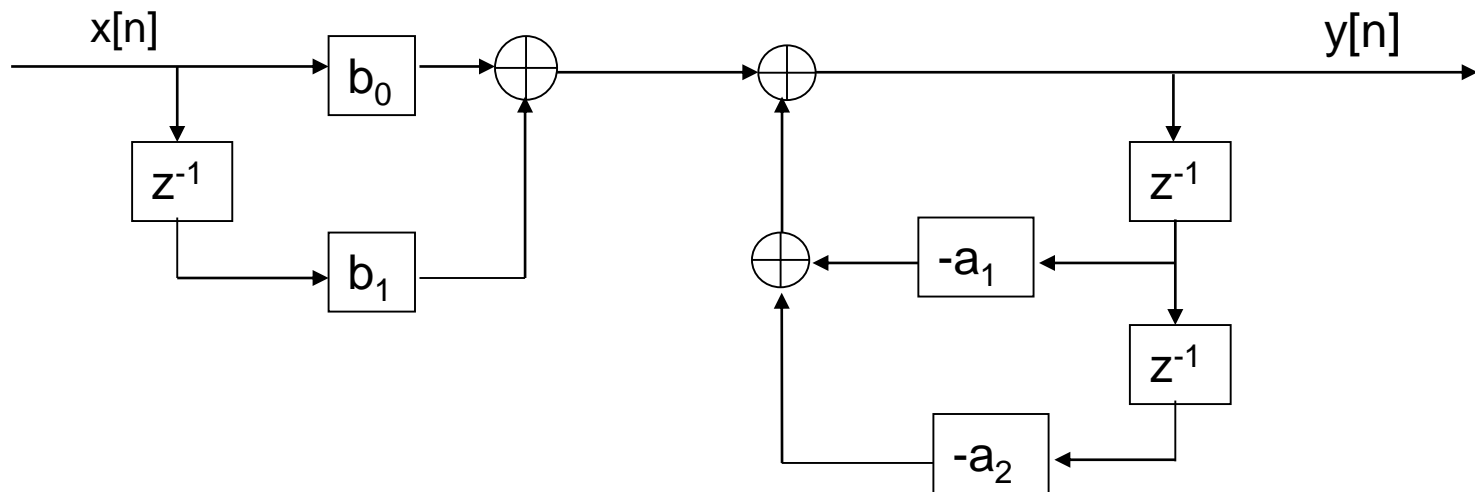 x[n]
y[n]
b₀
z⁻¹
z⁻¹
b₁
-a₁
z⁻¹
-a₂